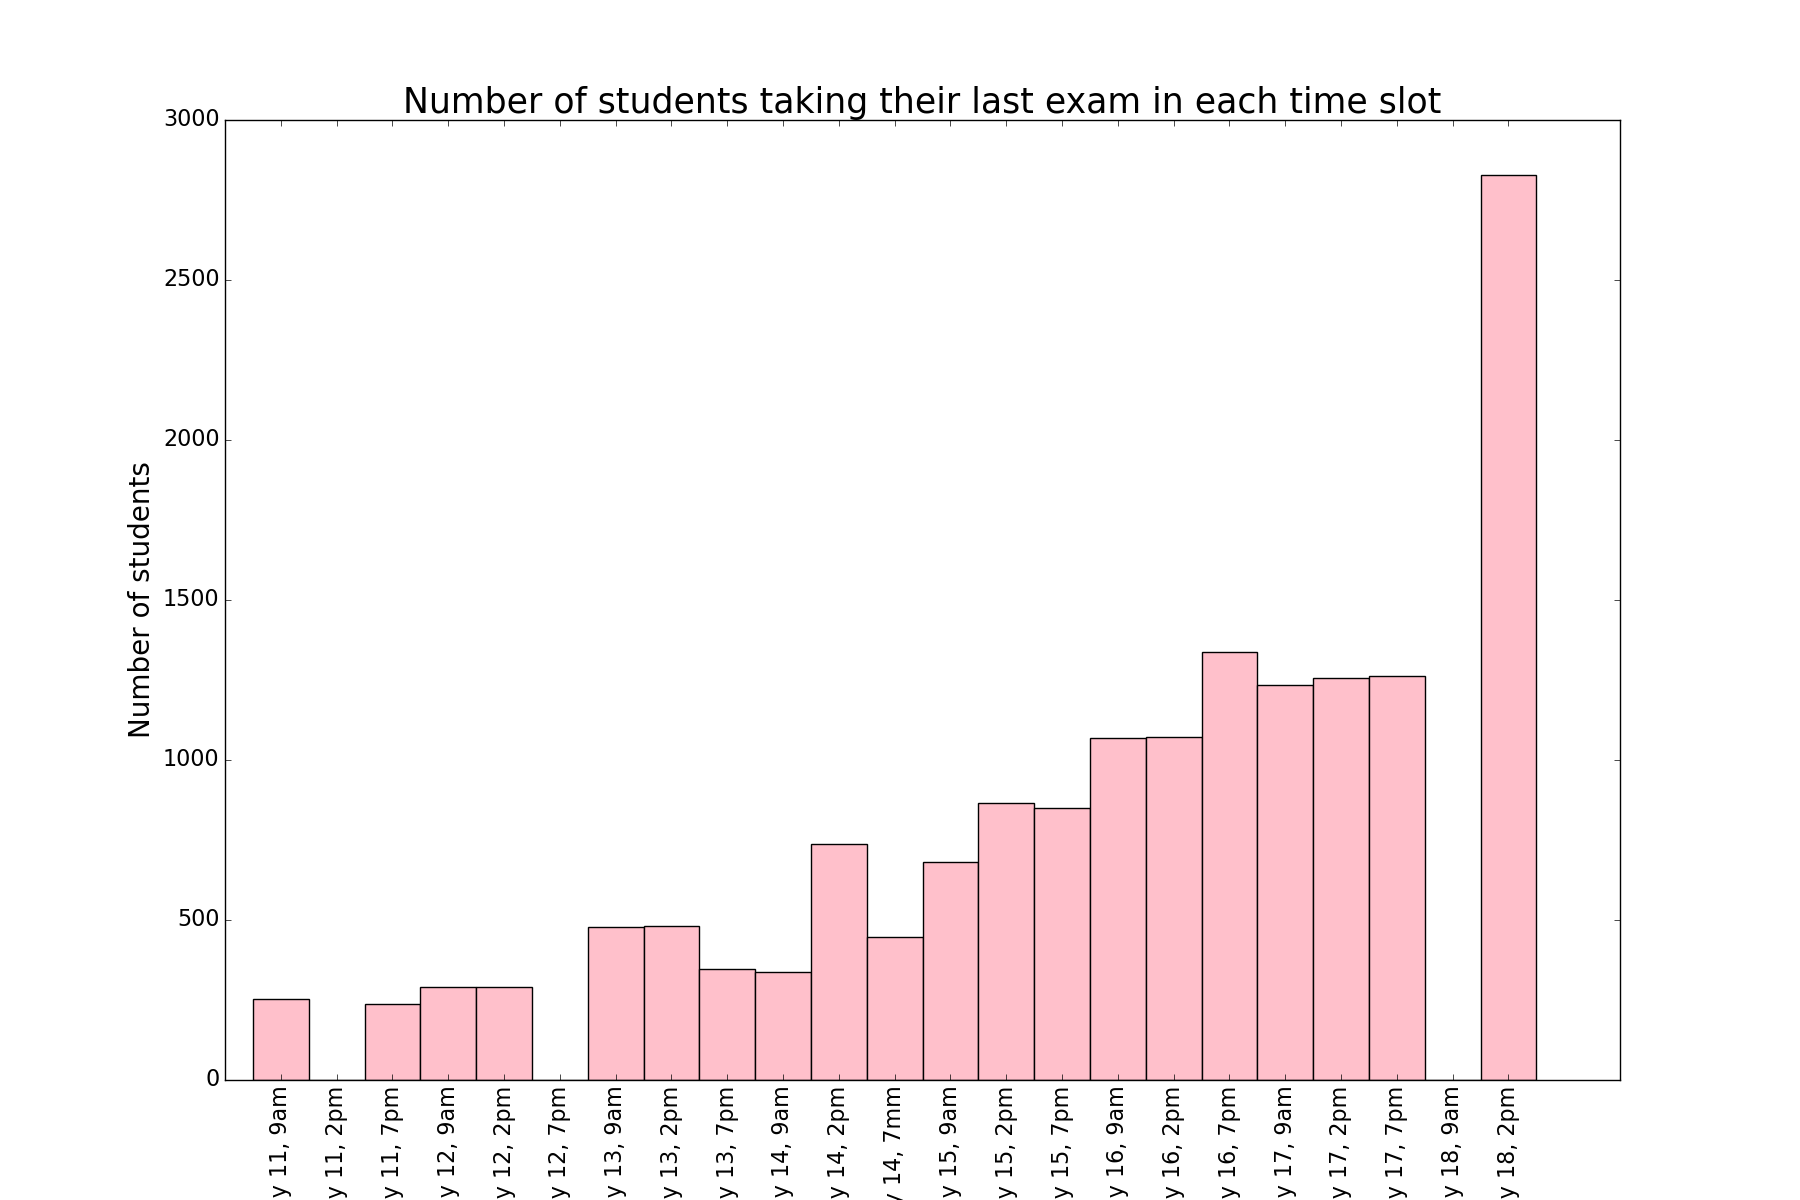 Number of students taking their last exam in each time slot
3000
2500
2000
1500
1000
500
0
Number of students
y 11, 9am
y 11, 2pm
y 11, 7pm
y 12, 9am
y 12, 2pm
y 12, 7pm
y 13, 9am
y 13, 2pm
y 13, 7pm
y 14, 9am
y 14, 2pm
y 14, 7mm
y 15, 9am
y 15, 2pm
y 15, 7pm
y 16, 9am
y 16, 2pm
y 16, 7pm
y 17, 9am
y 17, 2pm
y 17, 7pm
y 18, 9am
y 18, 2pm